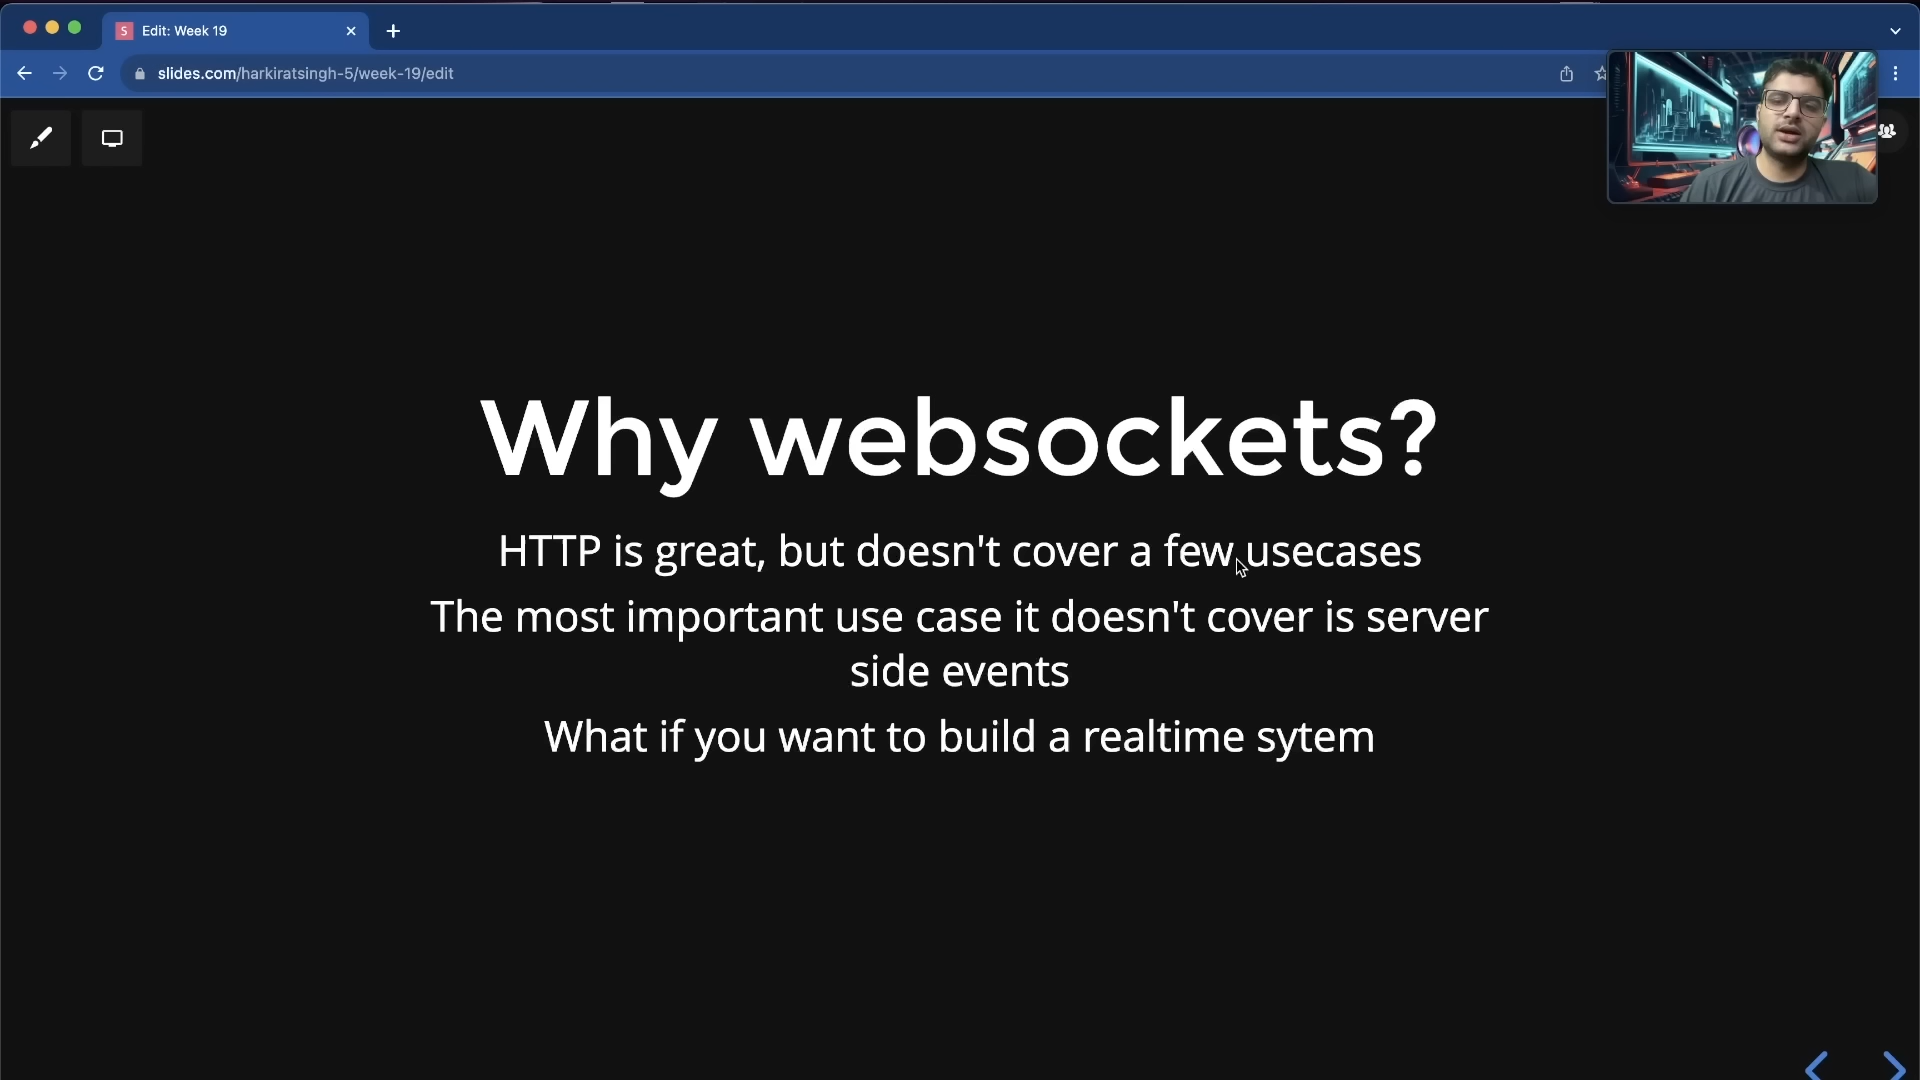 S Edit: Week 19
slides.com/harkiratsingh-5/week-19/edit
Why websockets?
HTTP is great, but doesn't cover a few usecases
The most important use case it doesn't cover is server
side events
What if you want to build a realtime sytem